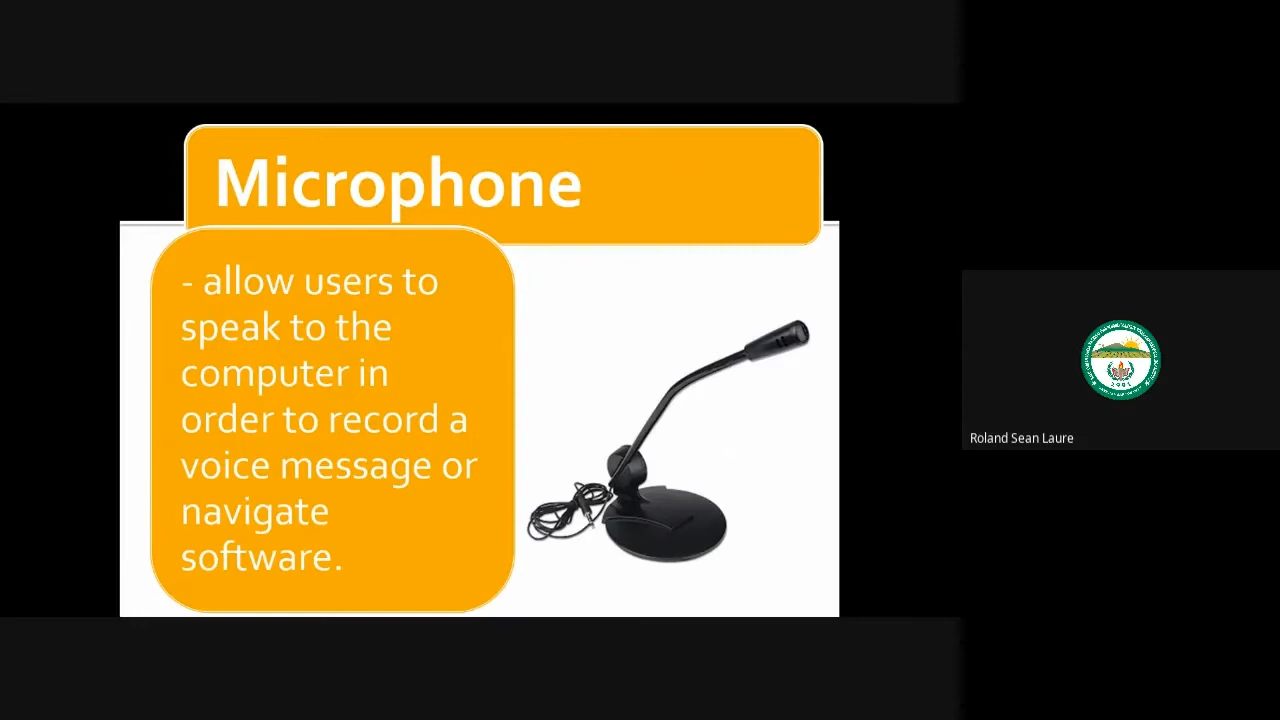 Microphone
- allow users to
speak to the
computer in
order to record a
voice message or
navigate
software.
Roland Sean Laure